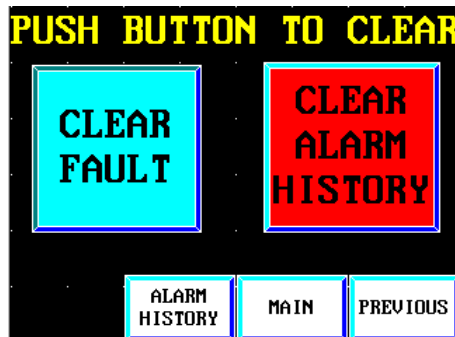 PUSH BUTTON TO CLEAR
CLEAR
FAULT
CLEAR
ALARM
HISTORY
ALARM
HISTORY
MAIN
PREVIOUS